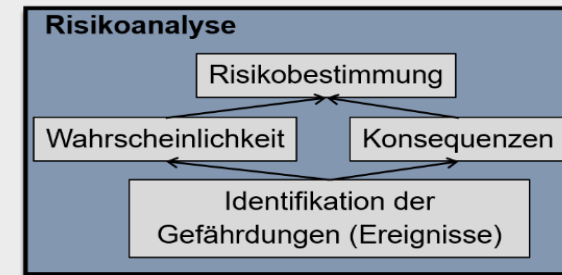 Risikoanalyse
Risikobestimmung
Wahrscheinlichkeit
Konsequenzen
Identifikation der
Gefährdungen (Ereignisse)